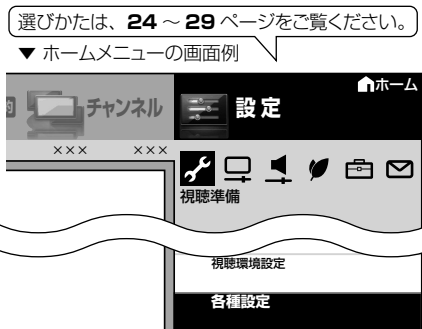 選びかたは、24 ～ 29 ページをご覧ください。
▼ ホームメニューの画面例
ホーム
チャンネル
設定
××× ×××
視聴準備
視聴環境設定
各種設定